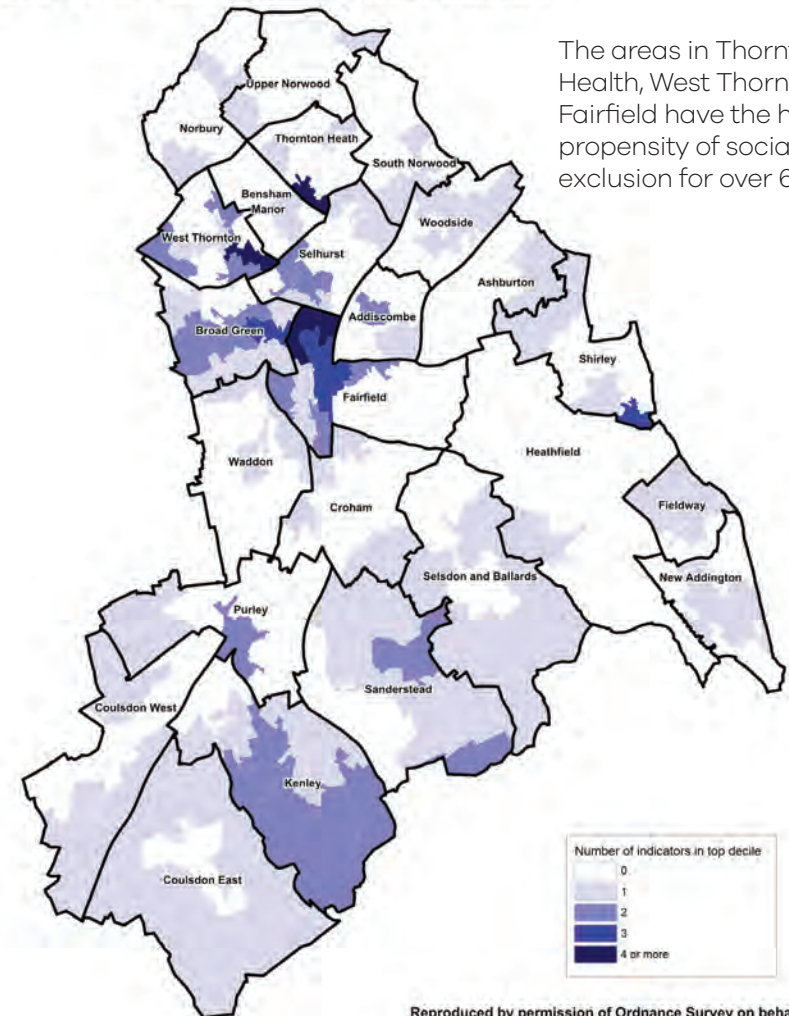 The areas in Thornt
Health, West Thorn
Fairfield have the h
propensity of socia
exclusion for over 6
Upper Norwood
Norbury
Thornton Heath
South Norwood
Bensham
Manor
Woodside
West Thornton
Selhurst
Ashburton
Addiscombe
Broad Green
Shirley
Fairfield
Heathfield
Waddon
Croham
Fieldway
Selsdon and Ballards
New Addington
Purley
Sanderstead
Coulsdon West
Kenley
Coulsdon East
Number of indicators in top decile
0
1
2
3
4 or more
Reproduced by permission of Ordnance Survey on beha